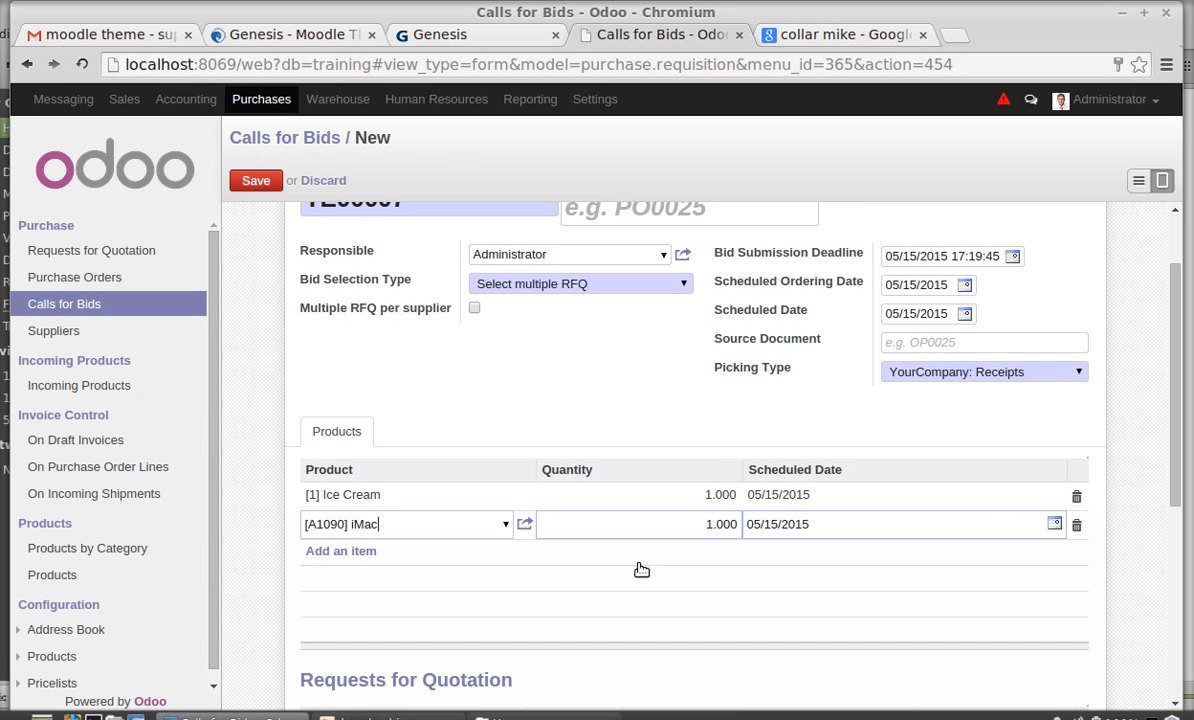 Calls for Bids - Odoo - Chromium
moodle theme - su
Genesis - Moodle T
Genesis
Calls for Bids - Odo
collar mike - Googl
localhost:8069/web?db=training#view_type=form&model=purchase.requisition&menu_id=365&action=454
Messaging Sales Accounting Purchases Warehouse Human Resources Reporting Settings Administrator
odoo
Calls for Bids / New
Save or Discard
Purchase
Requests for Quotation
Purchase Orders
Calls for Bids
Suppliers
Incoming Products
Incoming Products
Invoice Control
On Draft Invoices
On Purchase Order Lines
On Incoming Shipments
Products
Products by Category
Products
Configuration
Address Book
Products
Pricelists
Powered by Odoo
e.g. PO0025
Responsible Administrator
Bid Selection Type Select multiple RFQ
Multiple RFQ per supplier
Bid Submission Deadline 05/15/2015 17:19:45
Scheduled Ordering Date 05/15/2015
Scheduled Date 05/15/2015
Source Document e.g. OP0025
Picking Type YourCompany: Receipts
Products
Product Quantity Scheduled Date
[1] Ice Cream 1.000 05/15/2015
[A1090] iMac 1.000 05/15/2015
Add an item
Requests for Quotation